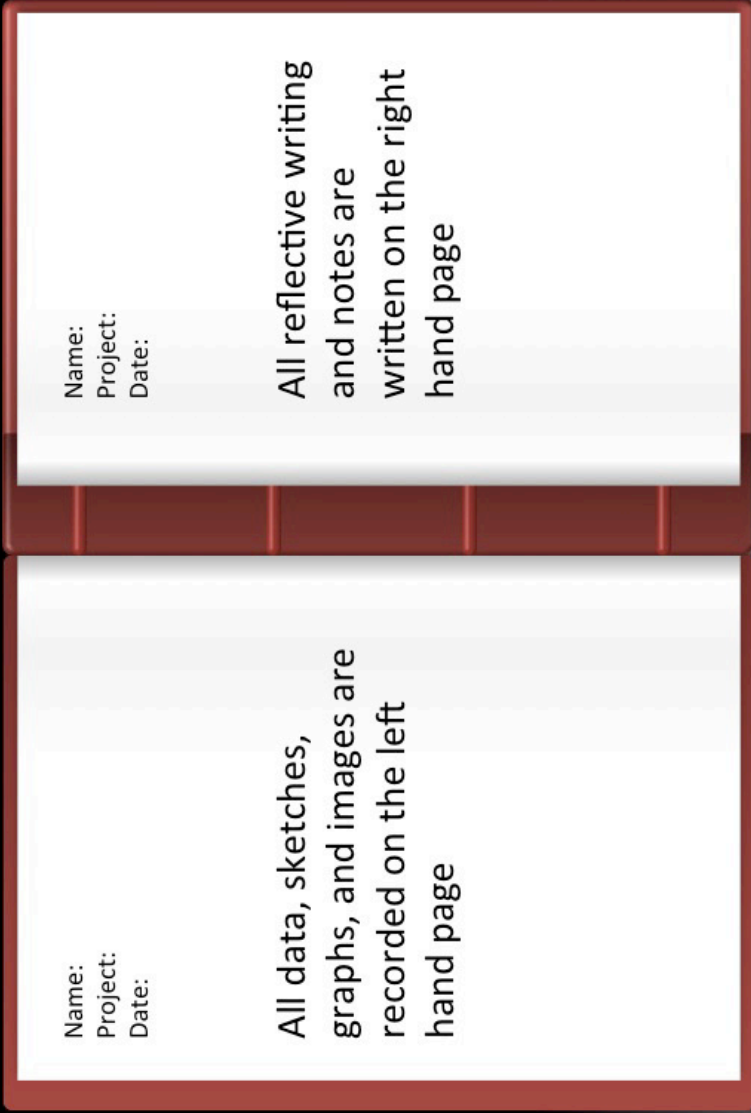 Name:
Project:
Date:
All data, sketches,
graphs, and images are
recorded on the left
hand page
Name:
Project:
Date:
All reflective writing
and notes are
written on the right
hand page